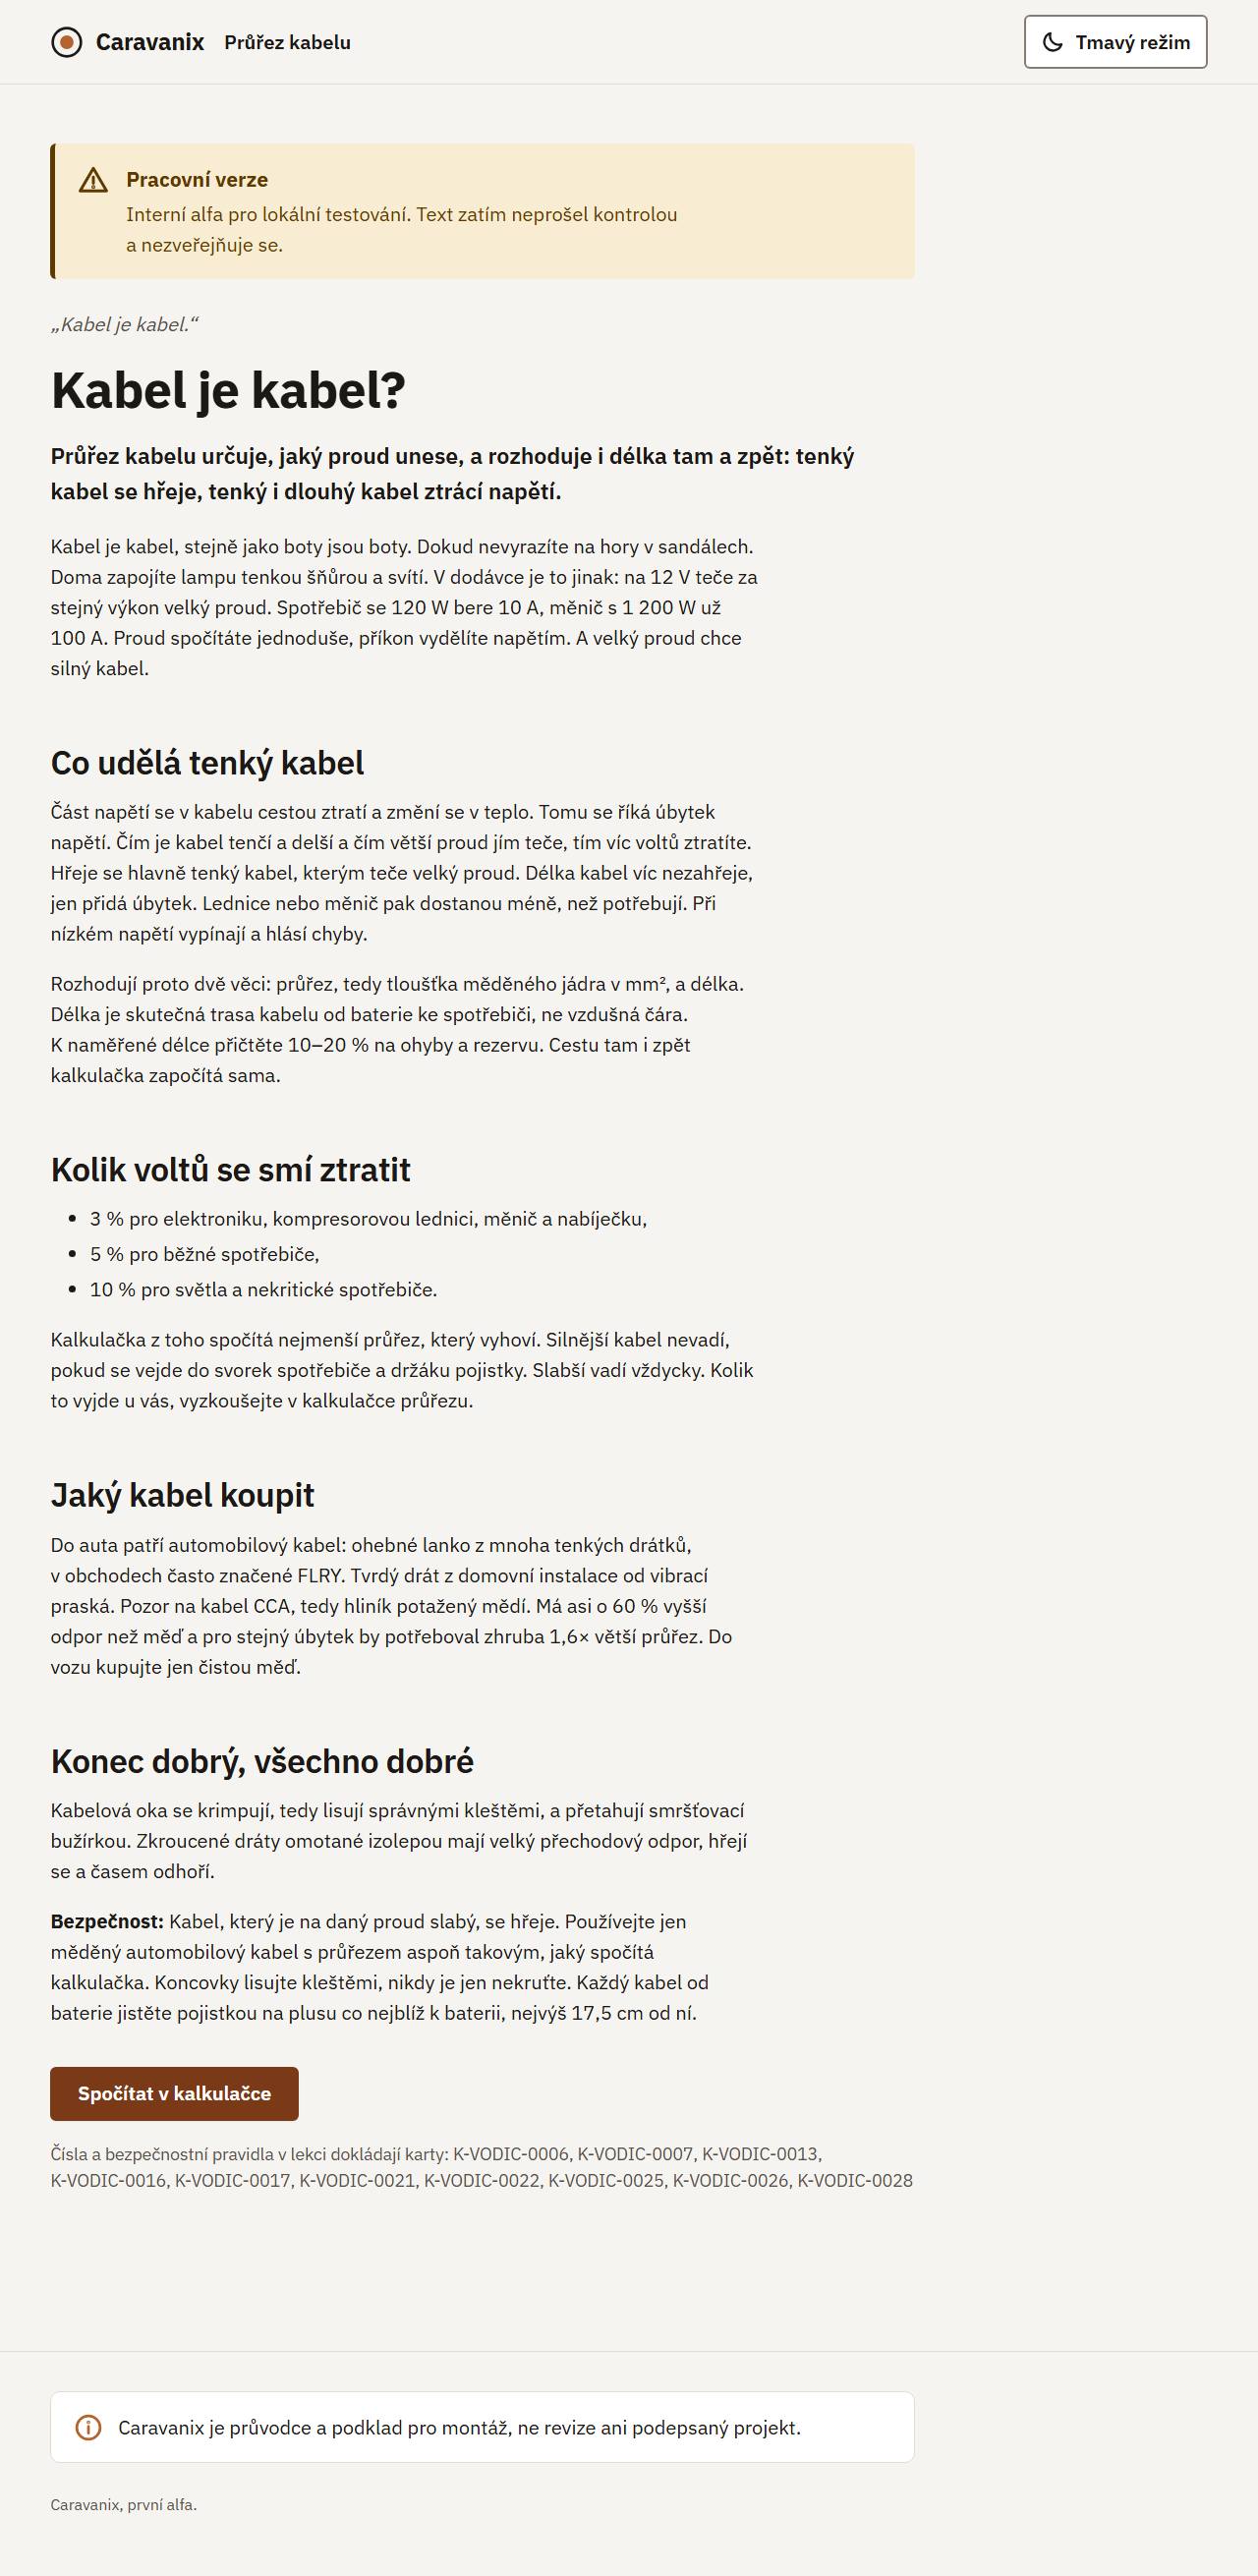 Caravanix Průřez kabelu
Tmavý režim
Pracovní verze
Interní alfa pro lokální testování. Text zatím neprošel kontrolou
a nezveřejňuje se.
„Kabel je kabel.“
Kabel je kabel?
Průřez kabelu určuje, jaký proud unese, a rozhoduje i délka tam a zpět: tenký
kabel se hřeje, tenký i dlouhý kabel ztrácí napětí.
Kabel je kabel, stejně jako boty jsou boty. Dokud nevyrazíte na hory v sandálech.
Doma zapojíte lampu tenkou šňůrou a svítí. V dodávce je to jinak: na 12 V teče za
stejný výkon velký proud. Spotřebič se 120 W bere 10 A, měnič s 1 200 W už
100 A. Proud spočítáte jednoduše, příkon vydělíte napětím. A velký proud chce
silný kabel.
Co udělá tenký kabel
Část napětí se v kabelu cestou ztratí a změní se v teplo. Tomu se říká úbytek
napětí. Čím je kabel tenčí a delší a čím větší proud jím teče, tím víc voltů ztratíte.
Hřeje se hlavně tenký kabel, kterým teče velký proud. Délka kabel víc nezahřeje,
jen přidá úbytek. Lednice nebo měnič pak dostanou méně, než potřebují. Při
nízkém napětí vypínají a hlásí chyby.
Rozhodují proto dvě věci: průřez, tedy tloušťka měděného jádra v mm², a délka.
Délka je skutečná trasa kabelu od baterie ke spotřebiči, ne vzdušná čára.
K naměřené délce přičtěte 10–20 % na ohyby a rezervu. Cestu tam i zpět
kalkulačka započítá sama.
Kolik voltů se smí ztratit
• 3 % pro elektroniku, kompresorovou lednici, měnič a nabíječku,
• 5 % pro běžné spotřebiče,
• 10 % pro světla a nekritické spotřebiče.
Kalkulačka z toho spočítá nejmenší průřez, který vyhoví. Silnější kabel nevadí,
pokud se vejde do svorek spotřebiče a držáku pojistky. Slabší vadí vždycky. Kolik
to vyjde u vás, vyzkoušejte v kalkulačce průřezu.
Jaký kabel koupit
Do auta patří automobilový kabel: ohebné lanko z mnoha tenkých drátků,
v obchodech často značené FLRY. Tvrdý drát z domovní instalace od vibrací
praská. Pozor na kabel CCA, tedy hliník potažený mědí. Má asi o 60 % vyšší
odpor než měď a pro stejný úbytek by potřeboval zhruba 1,6× větší průřez. Do
vozu kupujte jen čistou měď.
Konec dobrý, všechno dobré
Kabelová oka se krimpují, tedy lisují správnými kleštěmi, a přetahují smršťovací
bužírkou. Zkroucené dráty omotané izolepou mají velký přechodový odpor, hřejí
se a časem odhoří.
Bezpečnost: Kabel, který je na daný proud slabý, se hřeje. Používejte jen
měděný automobilový kabel s průřezem aspoň takovým, jaký spočítá
kalkulačka. Koncovky lisujte kleštěmi, nikdy je jen nekruťte. Každý kabel od
baterie jistěte pojistkou na plusu co nejblíž k baterii, nejvýš 17,5 cm od ní.
Spočítat v kalkulačce
Čísla a bezpečnostní pravidla v lekci dokládají karty: K-VODIC-0006, K-VODIC-0007, K-VODIC-0013,
K-VODIC-0016, K-VODIC-0017, K-VODIC-0021, K-VODIC-0022, K-VODIC-0025, K-VODIC-0026, K-VODIC-0028
Caravanix je průvodce a podklad pro montáž, ne revize ani podepsaný projekt.
Caravanix, první alfa.